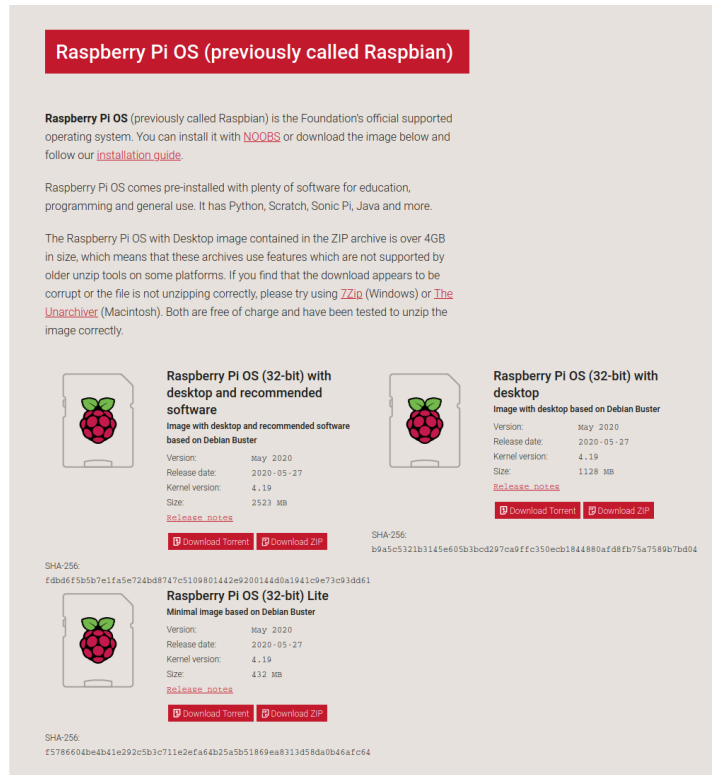 Raspberry Pi OS (previously called Raspbian)
Raspberry Pi OS (previously called Raspbian) is the Foundation's official supported
operating system. You can install it with NOOBS or download the image below and
follow our installation guide.
Raspberry Pi OS comes pre-installed with plenty of software for education,
programming and general use. It has Python, Scratch, Sonic Pi, Java and more.
The Raspberry Pi OS with Desktop image contained in the ZIP archive is over 4GB
in size, which means that these archives use features which are not supported by
older unzip tools on some platforms. If you find that the download appears to be
corrupt or the file is not unzipping correctly, please try using 7Zip (Windows) or The
Unarchiver (Macintosh). Both are free of charge and have been tested to unzip the
image correctly.
Raspberry Pi OS (32-bit) with
desktop and recommended
software
Image with desktop and recommended software
based on Debian Buster
Version: May 2020
Release date: 2020-05-27
Kernel version: 4.19
Size: 2523 MB
Release notes
Download Torrent Download ZIP
SHA-256:
fdbd6f5b5b7e1fa5e724bd8747c5109801442e9200144d0a1941c9e73c93dd61
Raspberry Pi OS (32-bit) with
desktop
Image with desktop based on Debian Buster
Version: May 2020
Release date: 2020-05-27
Kernel version: 4.19
Size: 1128 MB
Release notes
Download Torrent Download ZIP
SHA-256:
b9a5c5321b3145e605b3bcd297ca9ffc350ecb1844880afd8fb75a7589b7bd04
Raspberry Pi OS (32-bit) Lite
Minimal image based on Debian Buster
Version: May 2020
Release date: 2020-05-27
Kernel version: 4.19
Size: 432 MB
Release notes
Download Torrent Download ZIP
SHA-256:
f5786604be4b41e292c5b3c711e2efa64b25a5b51869ea8313d58da0b46afc64